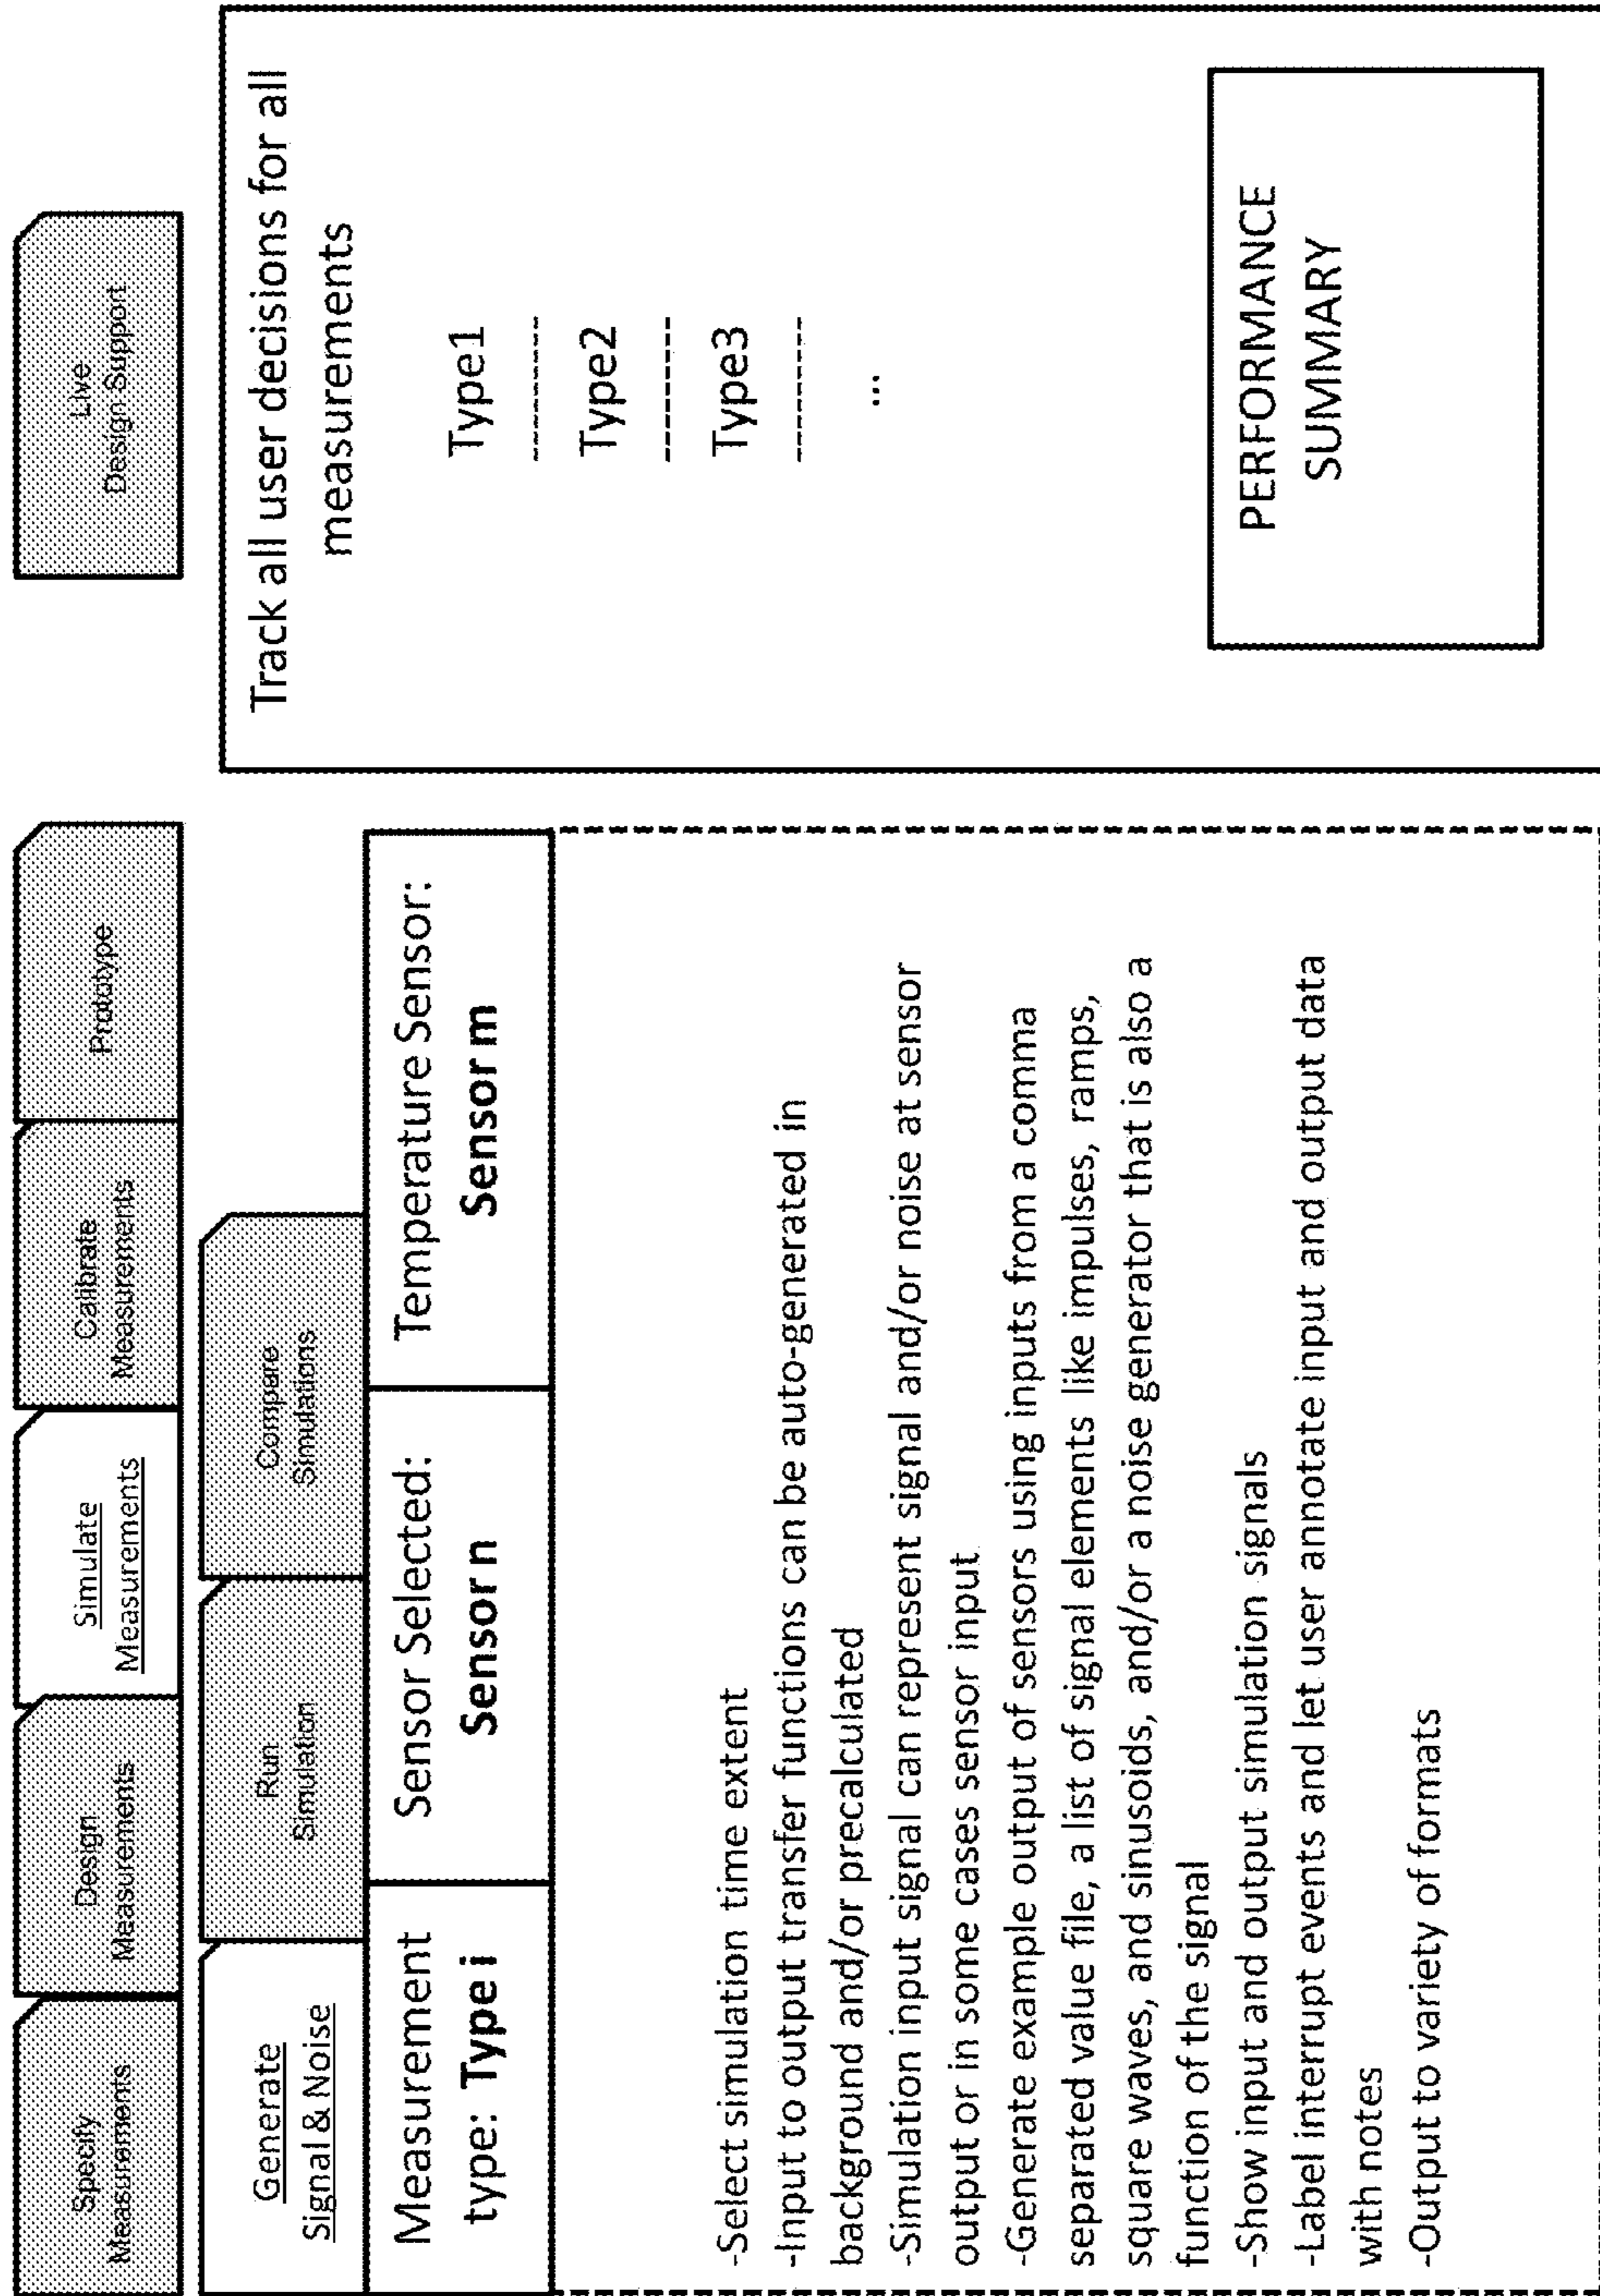 Specify
Measurements
Design
Measurements
Simulate
Measurements
Calibrate
Measurements
Prototype
Live
Design Support
Generate
Signal & Noise
Run
Simulation
Compare
Simulations
Measurement
type: Type i
Sensor Selected:
Sensor n
Temperature Sensor:
Sensor m
-Select simulation time extent
-Input to output transfer functions can be auto-generated in
background and/or precalculated
-Simulation input signal can represent signal and/or noise at sensor
output or in some cases sensor input
-Generate example output of sensors using inputs from a comma
separated value file, a list of signal elements like impulses, ramps,
square waves, and sinusoids, and/or a noise generator that is also a
function of the signal
-Show input and output simulation signals
-Label interrupt events and let user annotate input and output data
with notes
-Output to variety of formats
Track all user decisions for all
measurements
Type1
----------
Type2
----------
Type3
----------
...
PERFORMANCE
SUMMARY